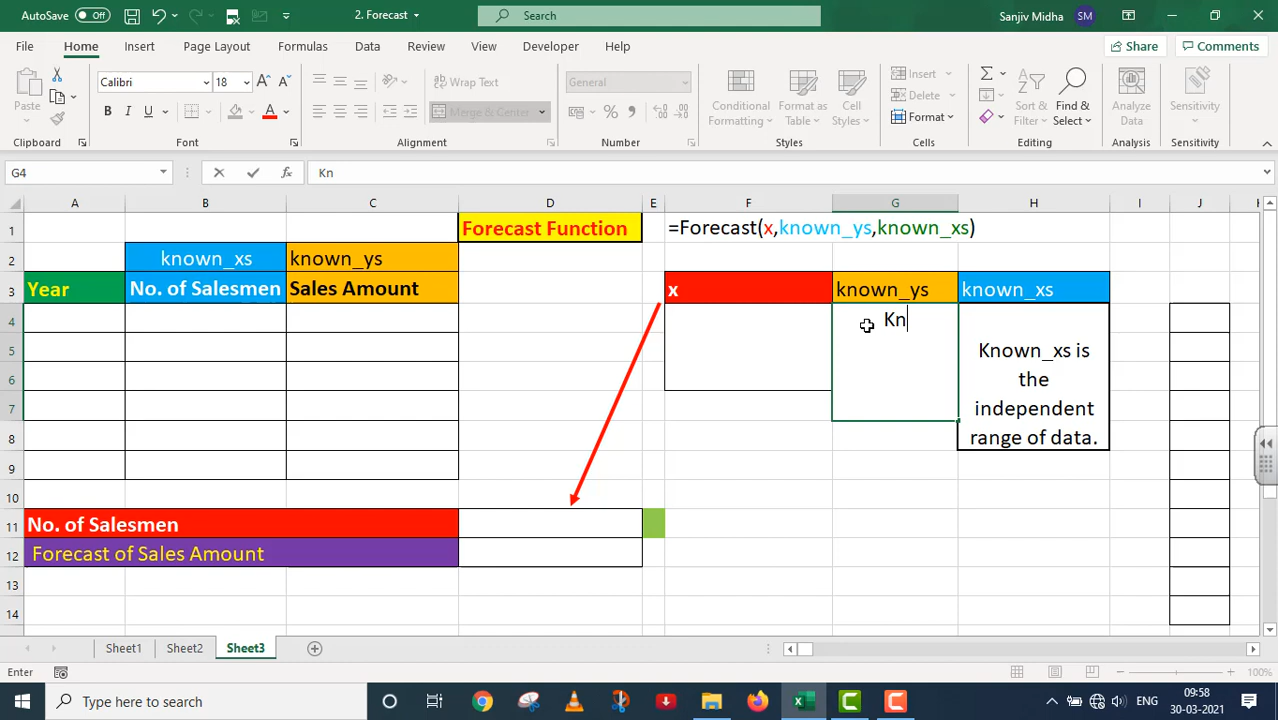 AutoSave Off 2. Forecast Search Sanjiv Midha SM
File Home Insert Page Layout Formulas Data Review View Developer Help Share Comments
Paste Calibri 18 A A Wrap Text General Conditional Formatting Format as Tables Cell Styles Insert Delete Format Sort & Filter Find & Select Analyze Data Sensitivity
B I U A Merge & Center % 9
Clipboard Font Alignment Number Styles Cells Editing Analysis Sensitivity
G4 fx Kn
A B C D E F G H I J K
1 Forecast Function =Forecast(x,known_ys,known_xs)
2 known_xs known_ys
3 Year No. of Salesmen Sales Amount x known_ys known_xs
4 Kn
5 Known_xs is
6 the
7 independent
8 range of data.
9
10
11 No. of Salesmen
12 Forecast of Sales Amount
13
14
Sheet1 Sheet2 Sheet3
Enter 100%
Type here to search ENG 09:58
30-03-2021